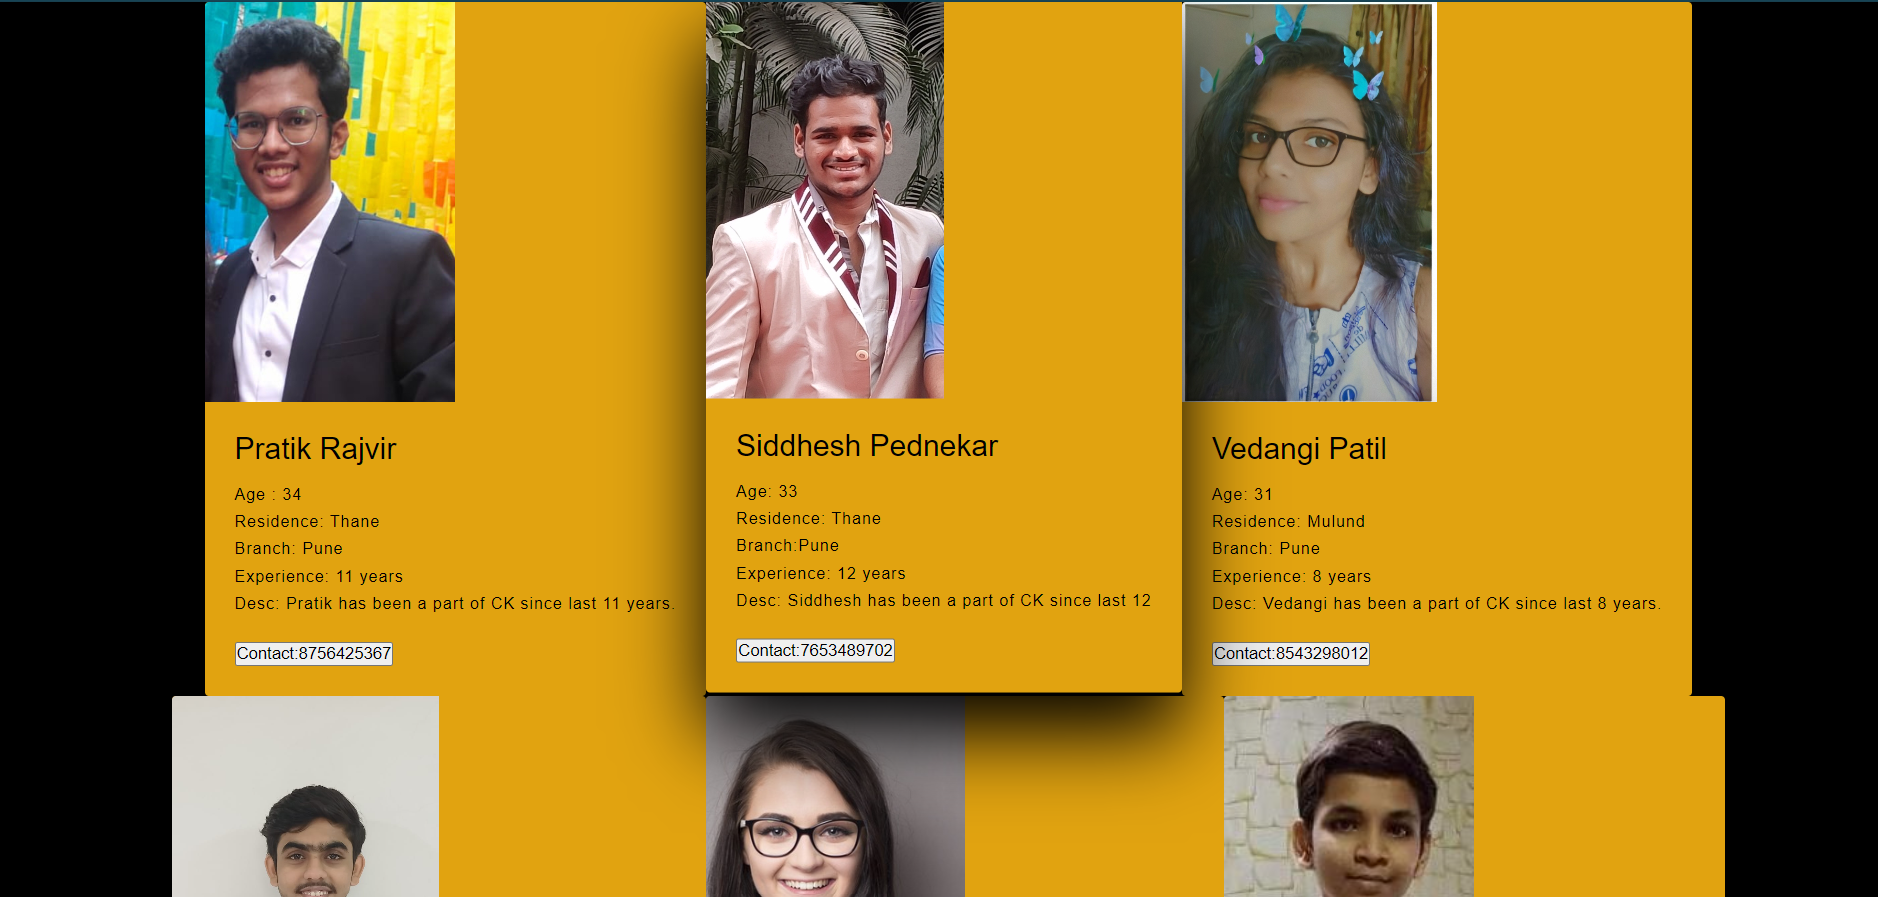 Pratik Rajvir
Age : 34
Residence: Thane
Branch: Pune
Experience: 11 years
Desc: Pratik has been a part of CK since last 11 years.
Contact:8756425367
Siddhesh Pednekar
Age: 33
Residence: Thane
Branch:Pune
Experience: 12 years
Desc: Siddhesh has been a part of CK since last 12
Contact:7653489702
Vedangi Patil
Age: 31
Residence: Mulund
Branch: Pune
Experience: 8 years
Desc: Vedangi has been a part of CK since last 8 years.
Contact:8543298012